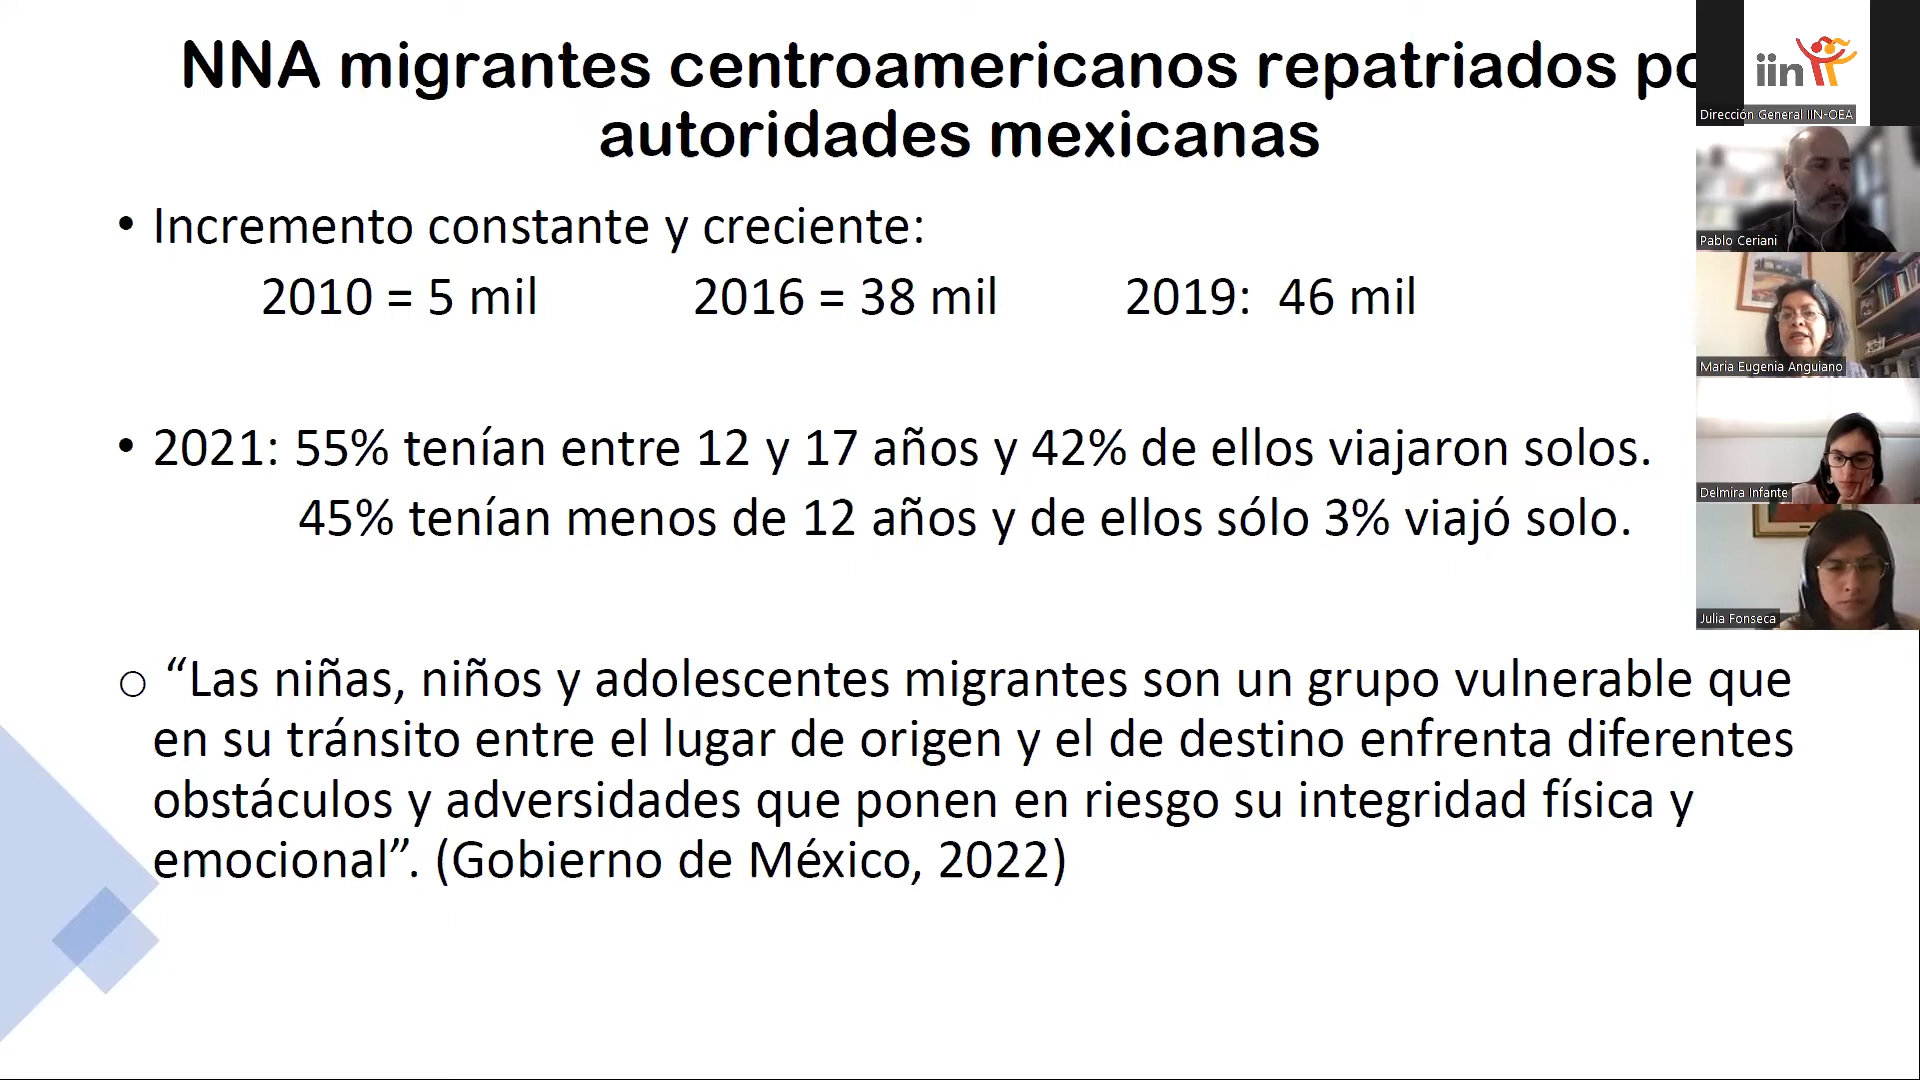 NNA migrantes centroamericanos repatriados po
autoridades mexicanas
• Incremento constante y creciente:
2010 = 5 mil 2016 = 38 mil 2019: 46 mil
• 2021: 55% tenían entre 12 y 17 años y 42% de ellos viajaron solos.
45% tenían menos de 12 años y de ellos sólo 3% viajó solo.
○ “Las niñas, niños y adolescentes migrantes son un grupo vulnerable que
en su tránsito entre el lugar de origen y el de destino enfrenta diferentes
obstáculos y adversidades que ponen en riesgo su integridad física y
emocional”. (Gobierno de México, 2022)
iin
Dirección General IIN-OEA
Pablo Ceriani
Maria Eugenia Anguiano
Delmira Infante
Julia Fonseca